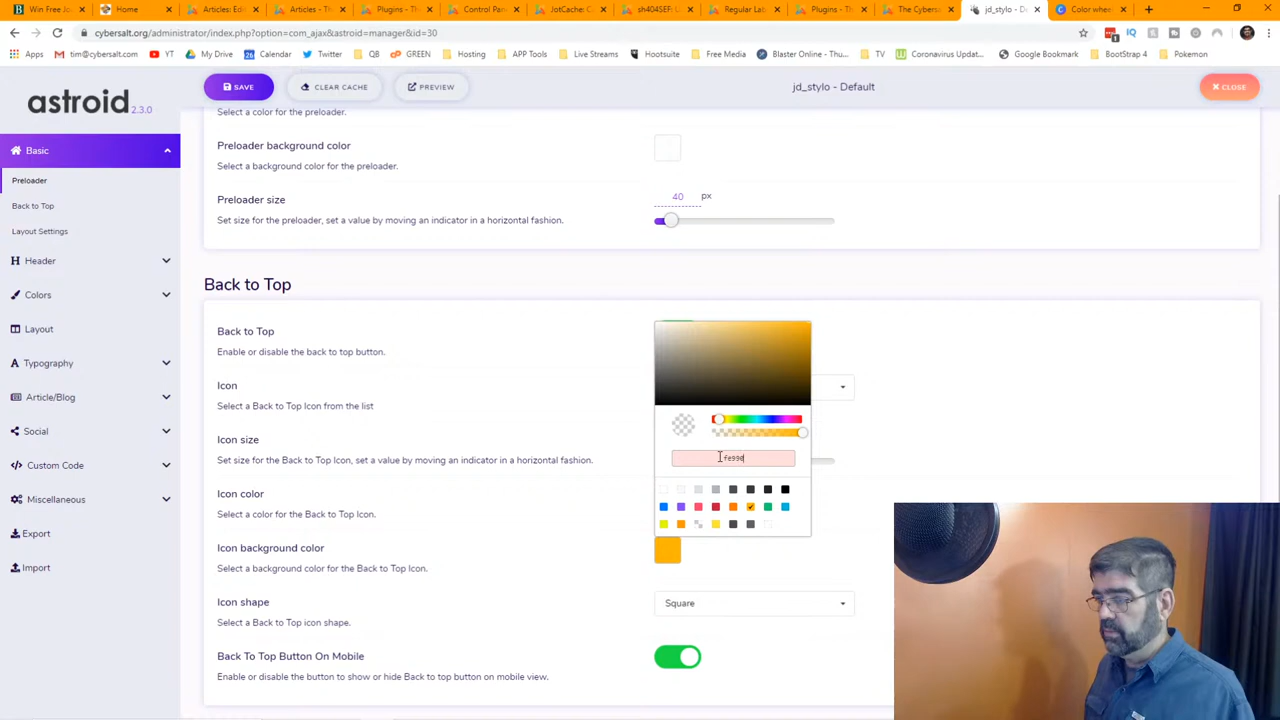 Win Free Jo
Home
Articles: Edi
Articles - Th
Plugins - Th
Control Pan
JotCache: C
sh404SEF: L
Regular Lab
Plugins - Th
The Cybersa
jd_stylo - D
Color whee
cybersalt.org/administrator/index.php?option=com_ajax&astroid=manager&id=30
Apps
tim@cybersalt.com
YT
My Drive
Calendar
Twitter
QB
GREEN
Hosting
APP Tools
Live Streams
Hootsuite
Free Media
Blaster Online - Thu...
TV
Coronavirus Updat...
Google Bookmark
BootStrap 4
Pokemon
SAVE
CLEAR CACHE
PREVIEW
jd_stylo - Default
CLOSE
astroid 2.3.0
Basic
Preloader
Back to Top
Layout Settings
Header
Colors
Layout
Typography
Article/Blog
Social
Custom Code
Miscellaneous
Export
Import
Select a color for the preloader.
Preloader background color
Select a background color for the preloader.
Preloader size
40 px
Set size for the preloader, set a value by moving an indicator in a horizontal fashion.
Back to Top
Back to Top
Enable or disable the back to top button.
Icon
Select a Back to Top Icon from the list
Icon size
Set size for the Back to Top Icon, set a value by moving an indicator in a horizontal fashion.
Icon color
Select a color for the Back to Top Icon.
Icon background color
Select a background color for the Back to Top Icon.
Icon shape
Square
Select a Back to Top icon shape.
Back To Top Button On Mobile
Enable or disable the button to show or hide Back to top button on mobile view.